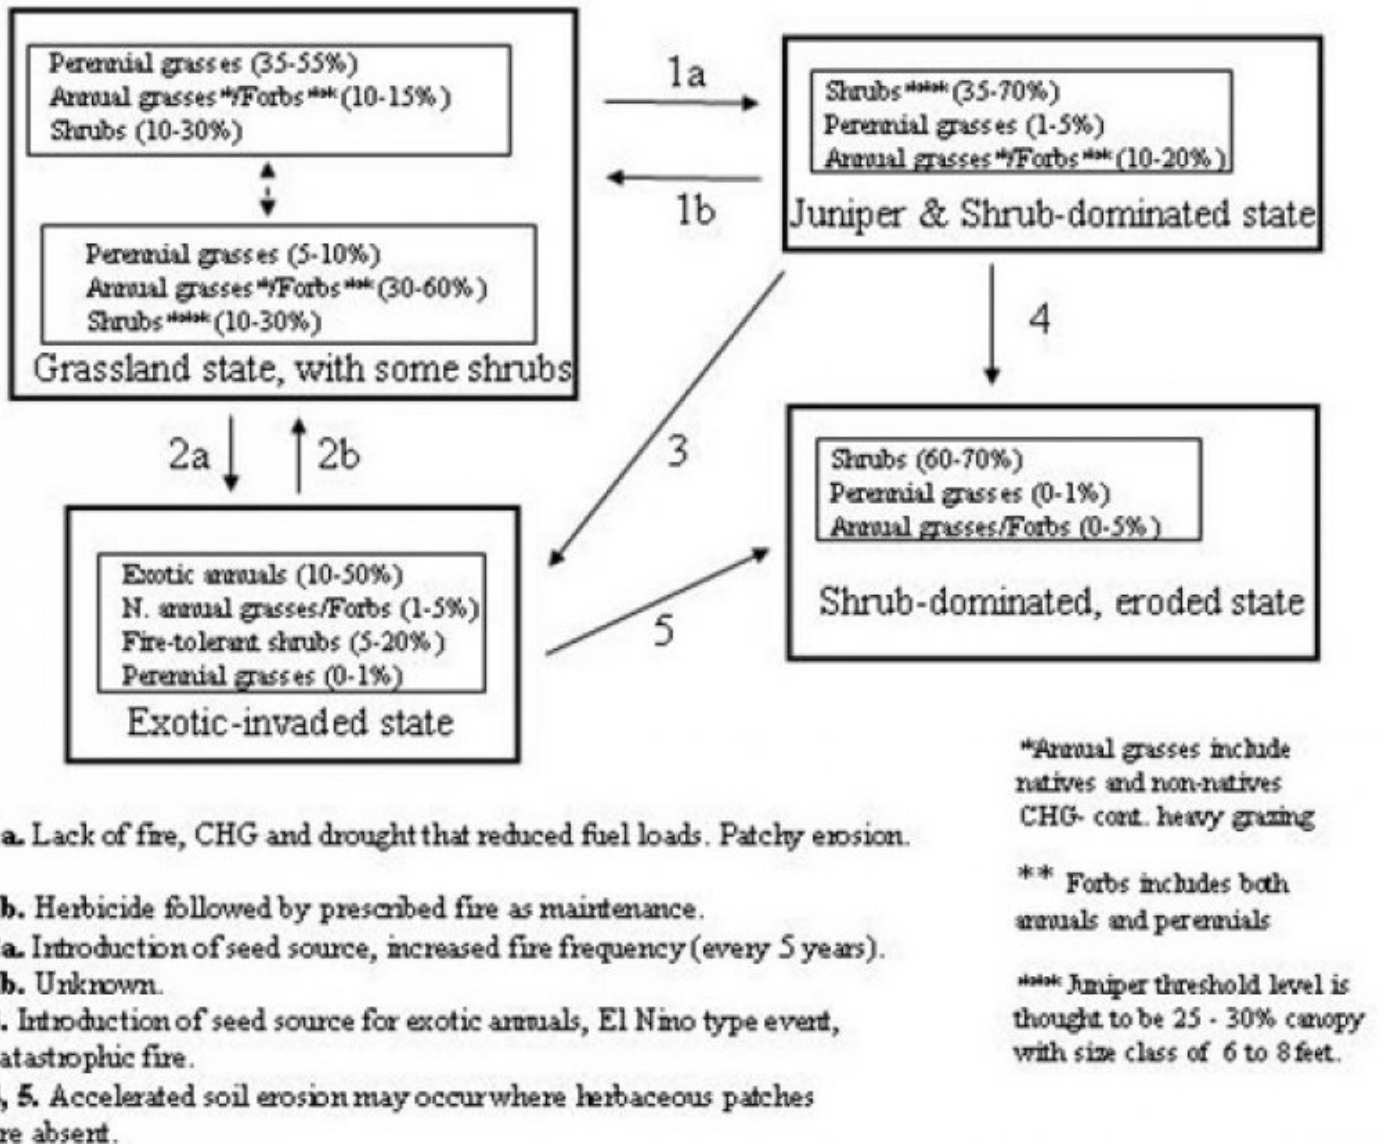 Perennial grasses (35-55%)
Annual grasses*/Forbs** (10-15%)
Shrubs (10-30%)
Perennial grasses (5-10%)
Annual grasses*/Forbs** (30-60%)
Shrubs*** (10-30%)
Grassland state, with some shrubs
1a
1b
Shrubs*** (35-70%)
Perennial grasses (1-5%)
Annual grasses*/Forbs** (10-20%)
Juniper & Shrub-dominated state
2a
2b
3
4
Exotic annuals (10-50%)
N. annual grasses/Forbs (1-5%)
Fire-tolerant shrubs (5-20%)
Perennial grasses (0-1%)
Exotic-invaded state
5
Shrubs (60-70%)
Perennial grasses (0-1%)
Annual grasses/Forbs (0-5%)
Shrub-dominated, eroded state
a. Lack of fire, CHG and drought that reduced fuel loads. Patchy erosion.
b. Herbicide followed by prescribed fire as maintenance.
a. Introduction of seed source, increased fire frequency (every 5 years).
b. Unknown.
. Introduction of seed source for exotic annuals, El Nino type event,
atastrophic fire.
, 5. Accelerated soil erosion may occur where herbaceous patches
re absent.
*Annual grasses include
natives and non-natives
CHG- cont. heavy grazing
** Forbs includes both
annuals and perennials
*** Juniper threshold level is
thought to be 25 - 30% canopy
with size class of 6 to 8 feet.